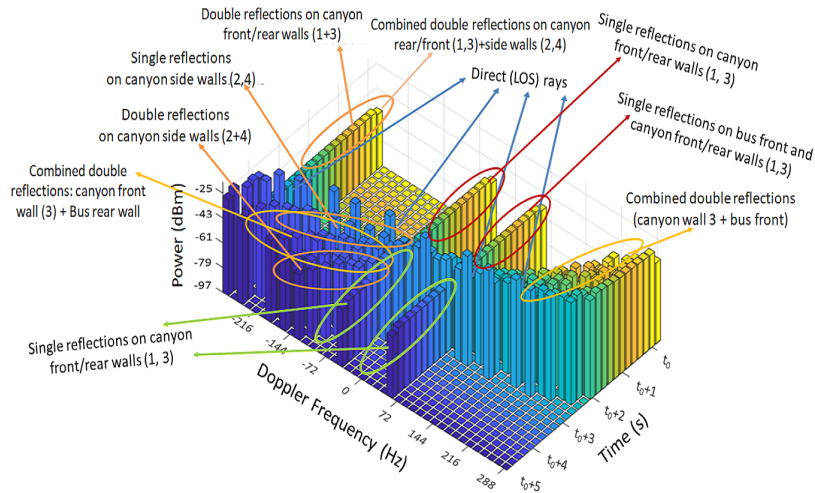 Double reflections on canyon
front/rear walls (1+3)
Combined double reflections on canyon
rear/front (1,3)+side walls (2,4)
Single reflections on canyon
front/rear walls (1, 3)
Single reflections
on canyon side walls(2,4)
Direct (LOS) rays
Double reflections
on canyon side walls (2+4)
Single reflections on bus front and
canyon front/rear walls (1,3)
Combined double
reflections: canyon front
wall (3) + Bus rear wall
Combined double reflections
(canyon wall 3 + bus front)
Power (dBm)
-25
-43
-61
-79
-97
Single reflections on canyon
front/rear walls (1, 3)
-216
-144
-72
0
72
144
216
288
Doppler Frequency (Hz)
t₀
t₀+1
t₀+2
t₀+3
t₀+4
t₀+5
Time (s)